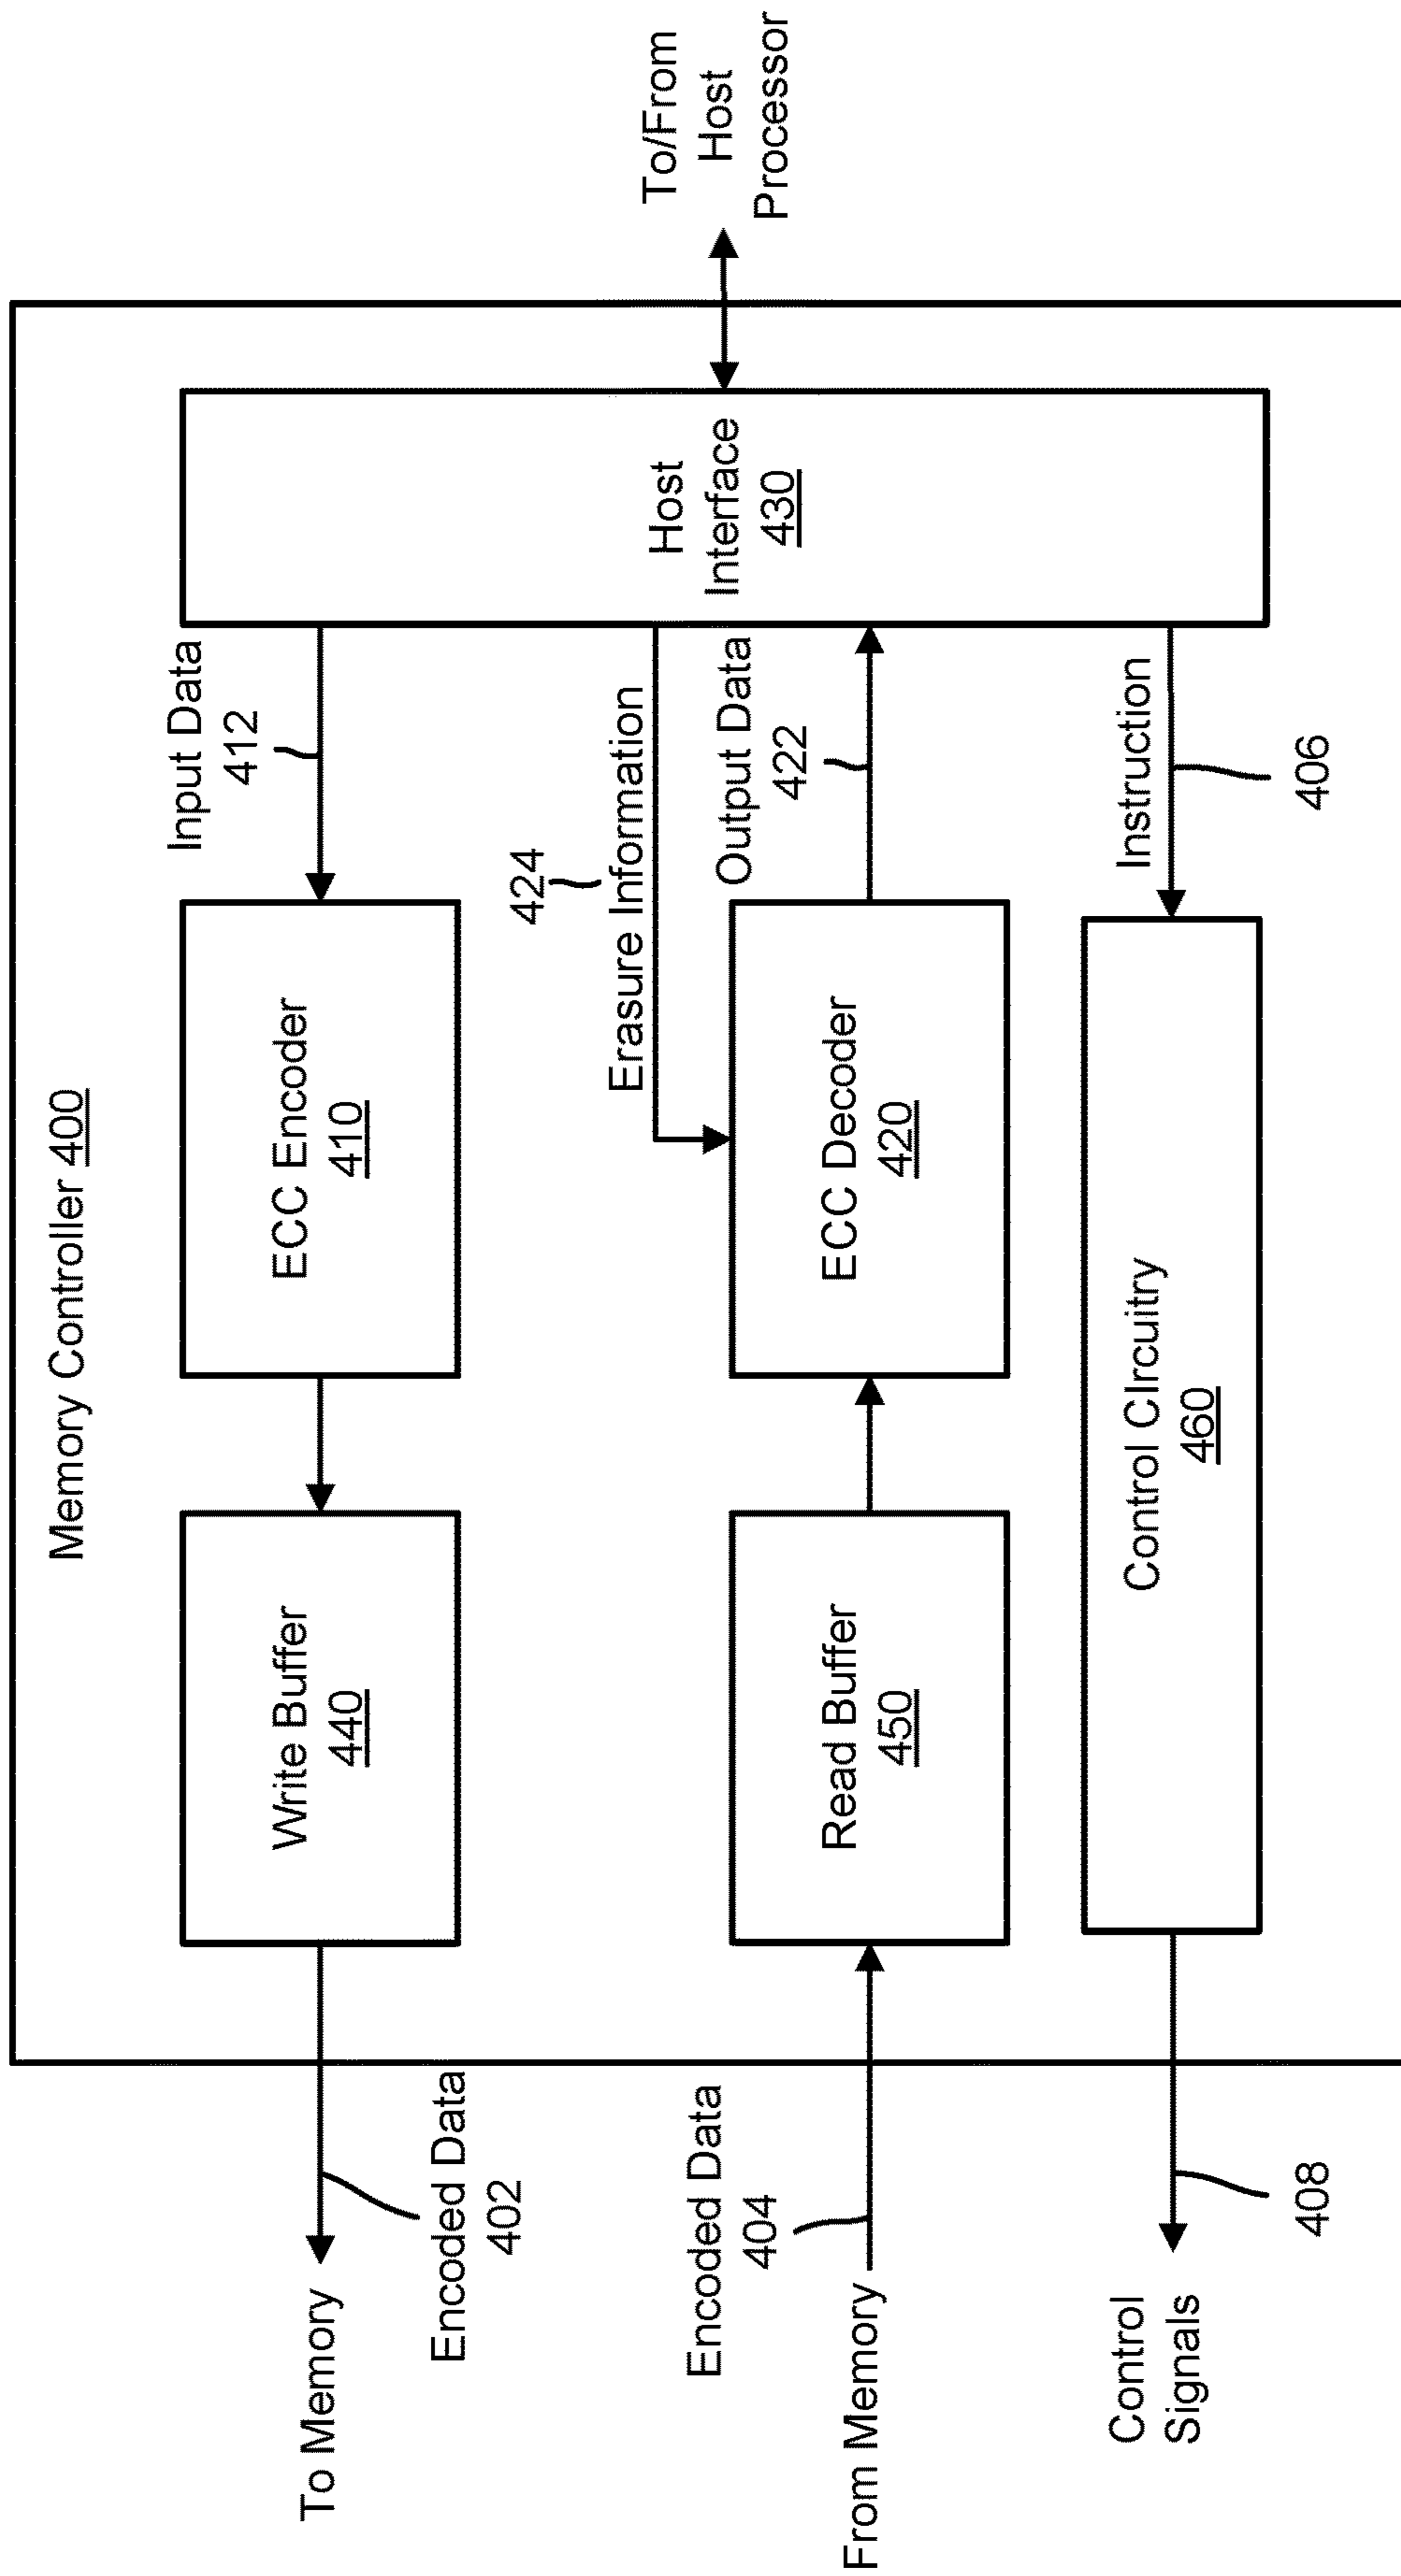 Memory Controller 400
To Memory
Encoded Data
402
Write Buffer
440
ECC Encoder
410
Input Data
412
424
Erasure Information
Host
Interface
430
To/From
Host
Processor
Encoded Data
404
From Memory
Read Buffer
450
ECC Decoder
420
Output Data
422
Control
Signals
408
Control CIrcuitry
460
Instruction
406